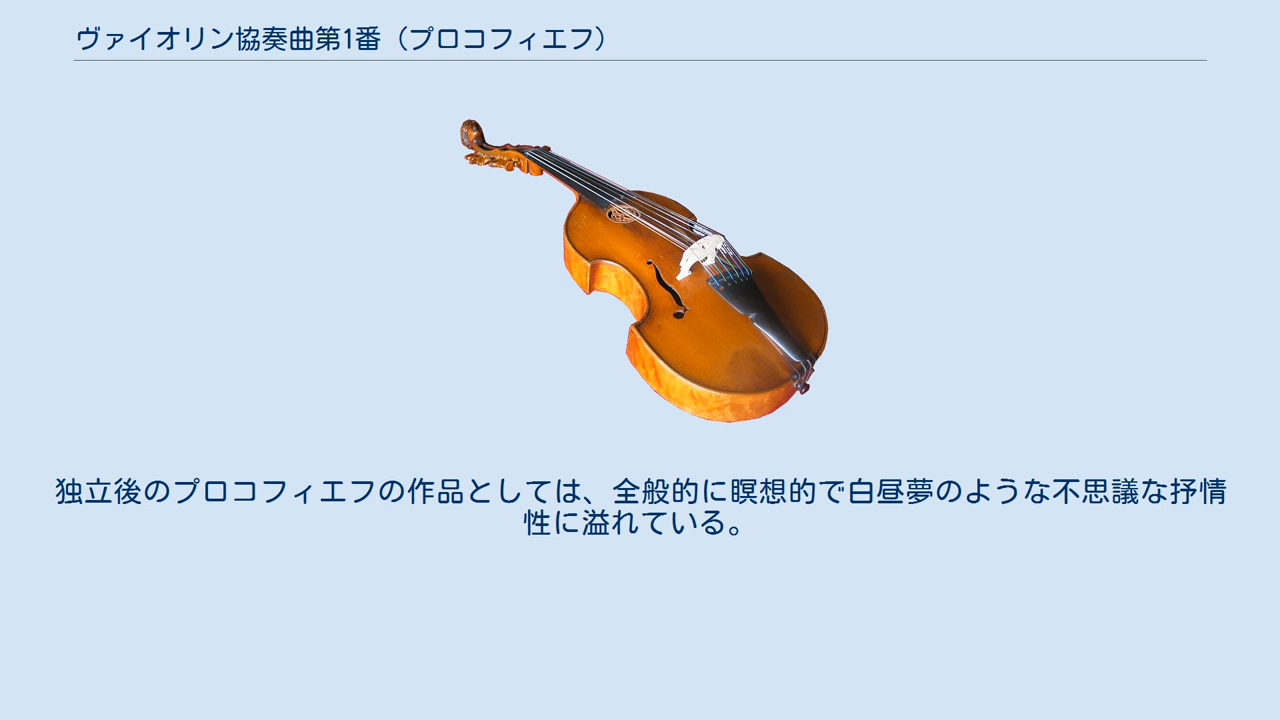 ヴァイオリン協奏曲第1番（プロコフィエフ）
独立後のプロコフィエフの作品としては、全般的に瞑想的で白昼夢のような不思議な抒情
性に溢れている。